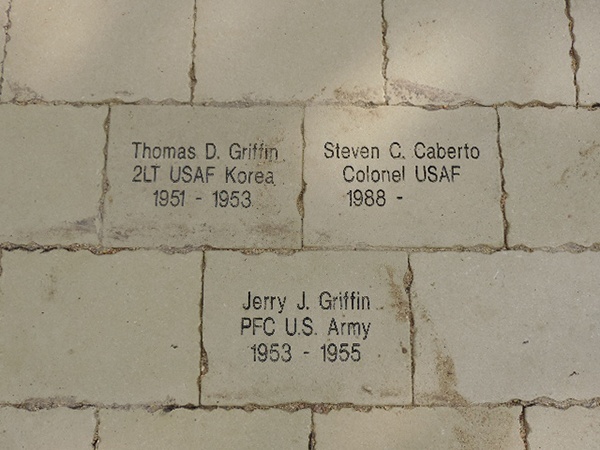 Thomas D. Griffin
2LT USAF Korea
1951 - 1953
Steven C. Caberto
Colonel USAF
1988 -
Jerry J. Griffin
PFC U.S. Army
1953 - 1955